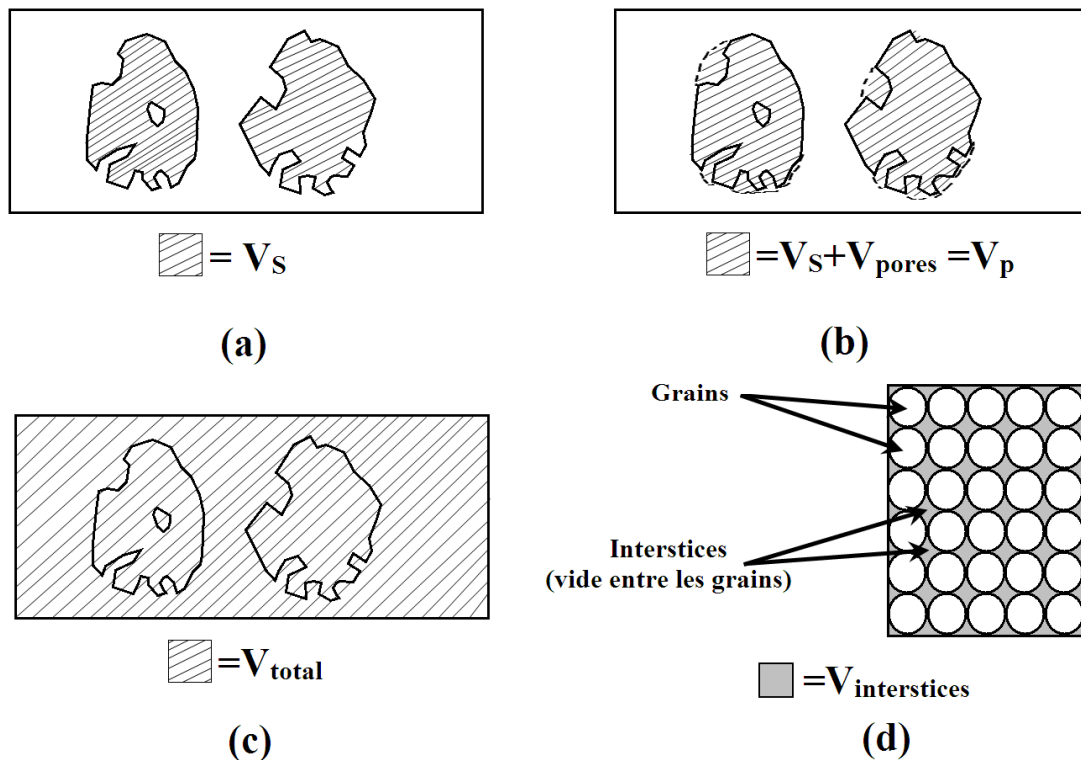 = VS
(a)
=VS+Vpores =Vp
(b)
=Vtotal
(c)
Grains
Interstices
(vide entre les grains)
=Vinterstices
(d)